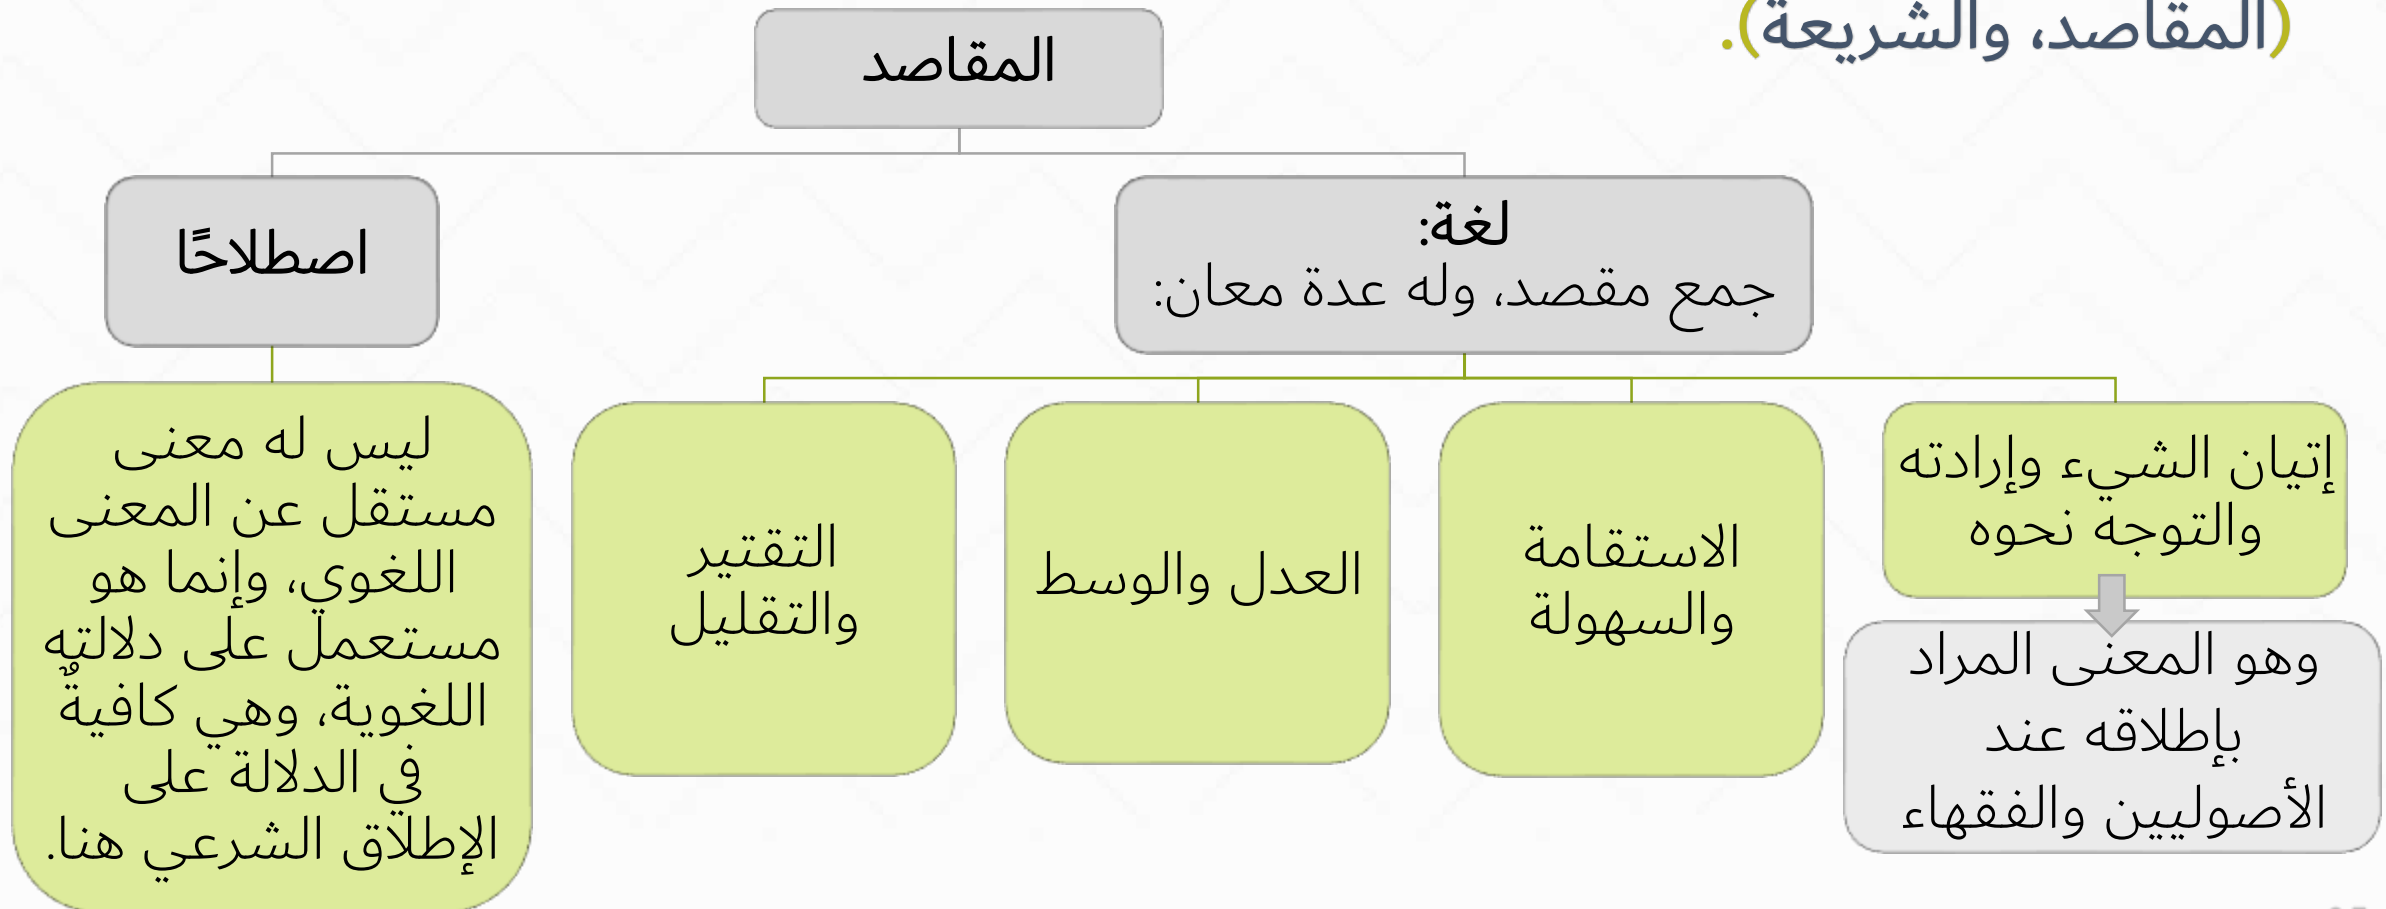 (المقاصد، والشريعة).
المقاصد
لغة:
جمع مقصد، وله عدة معان:
إتيان الشيء وإرادته
والتوجه نحوه
وهو المعنى المراد
بإطلاقه عند
الأصوليين والفقهاء
الاستقامة
والسهولة
العدل والوسط
التقتير
والتقليل
اصطلاحًا
ليس له معنى
مستقل عن المعنى
اللغوي، وإنما هو
مستعمل على دلالته
اللغوية، وهي كافيةٌ
في الدلالة على
الإطلاق الشرعي هنا.